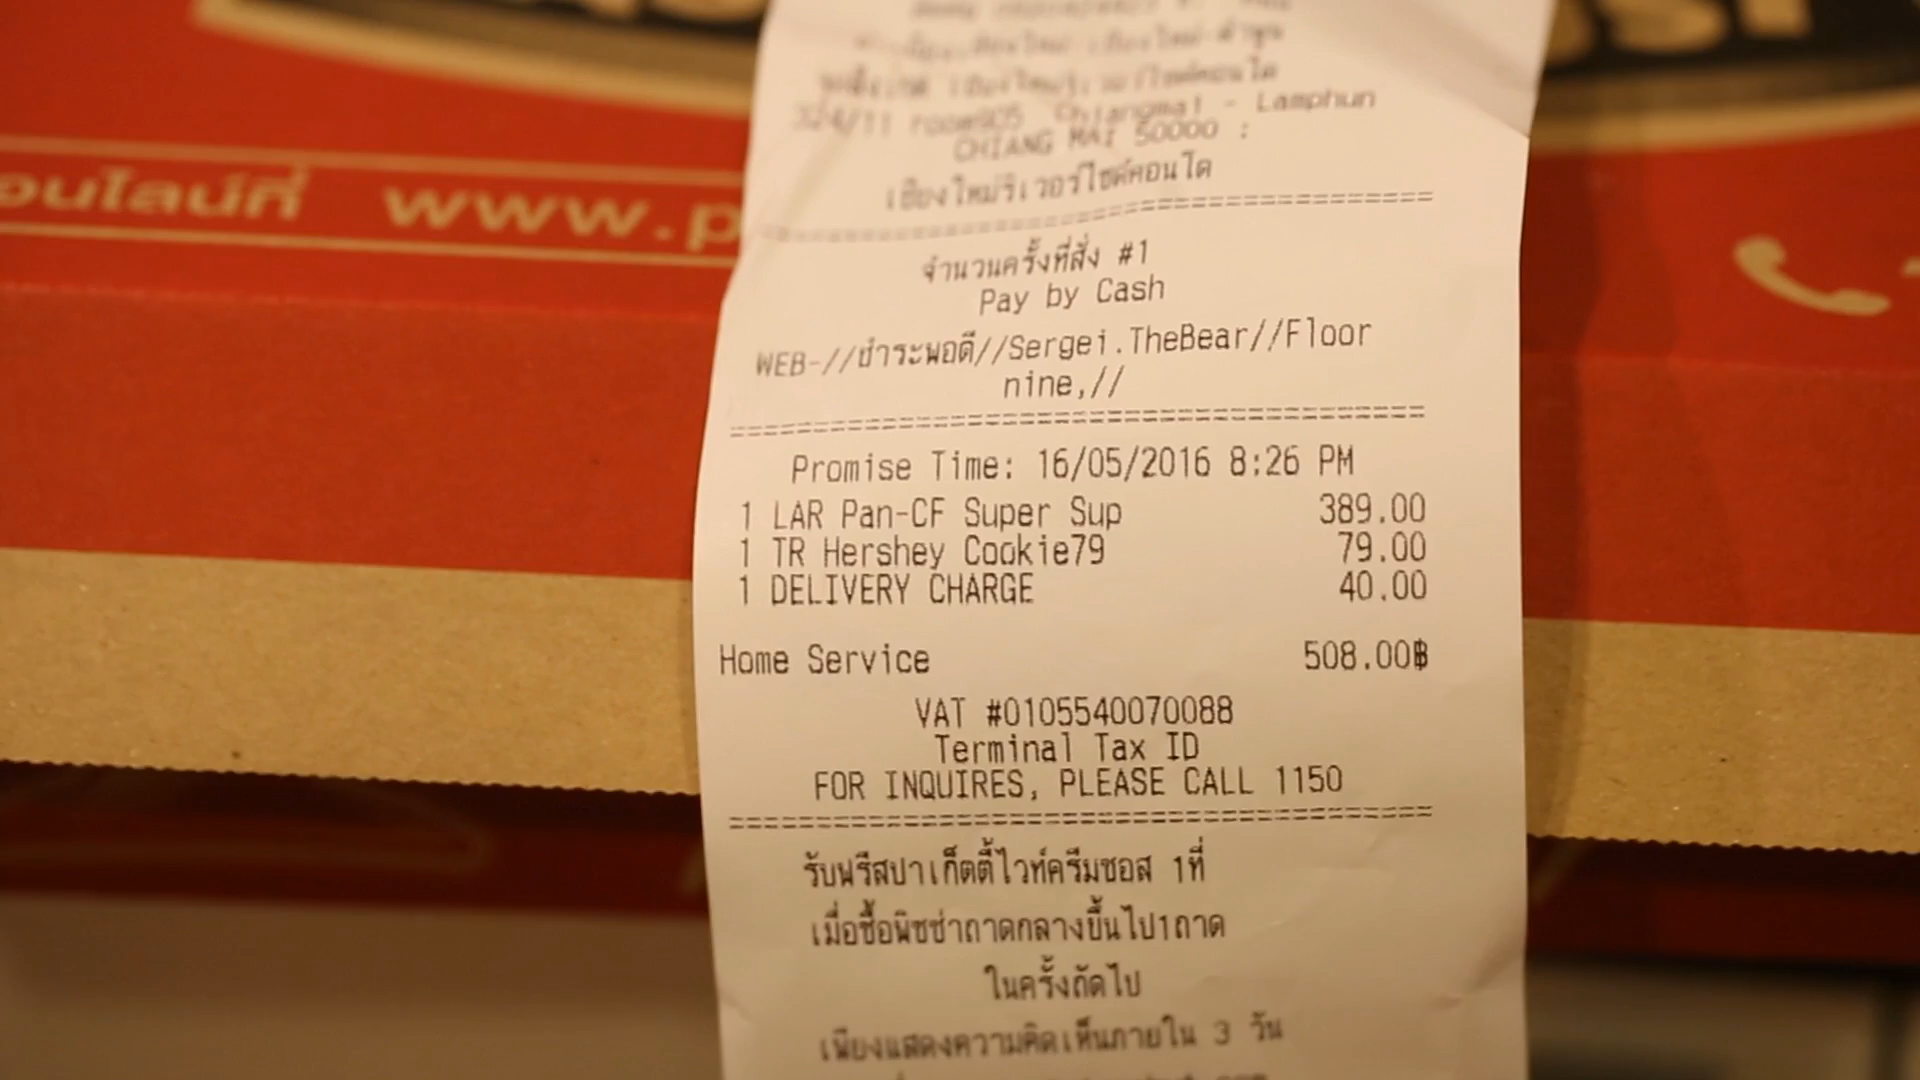 อนไลน์ที่ www.p
324/11 room905 Chiangmai - Lamphun
CHIANG MAI 50000 :
เชียงใหม่ริเวอร์ไซด์คอนโด
จำนวนครั้งที่สั่ง #1
Pay by Cash
WEB-//ชำระพอดี//Sergei.TheBear//Floor
nine,//
Promise Time: 16/05/2016 8:26 PM
1 LAR Pan-CF Super Sup 389.00
1 TR Hershey Cookie79 79.00
1 DELIVERY CHARGE 40.00
Home Service 508.00฿
VAT #0105540070088
Terminal Tax ID
FOR INQUIRES, PLEASE CALL 1150
รับฟรีสปาเก็ตตี้ไวท์ครีมซอส 1ที่
เมื่อซื้อพิซซ่าถาดกลางขึ้นไป1ถาด
ในครั้งถัดไป
เพียงแสดงความคิดเห็นภายใน 3 วัน